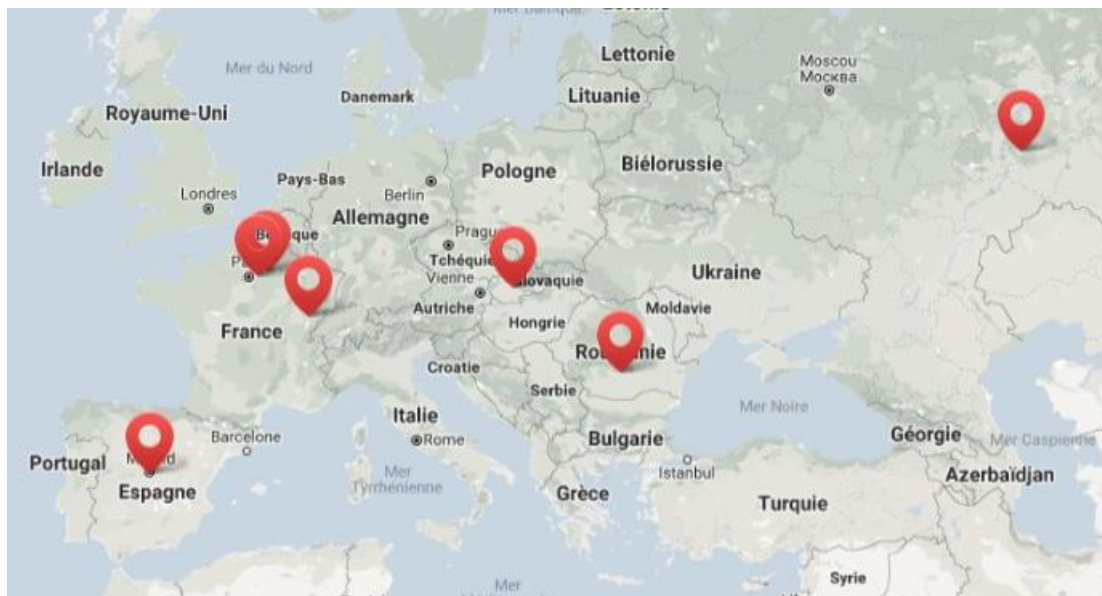 Lettonie
Moscou
Москва
Mer du Nord
Danemark
Lituanie
Royaume-Uni
Irlande
Biélorussie
Pologne
Pays-Bas
Berlin
Londres
Allemagne
Tchéquie
Vienne
Ukraine
Autriche
Moldavie
Hongrie
France
Croatie
Serbie
Mer Noire
Italie
Rome
Barcelone
Bulgarie
Géorgie
Mer Caspienne
Portugal
Istanbul
Azerbaïdjan
Mer
Tyrrhénienne
Espagne
Grèce
Turquie
Syrie
Mer